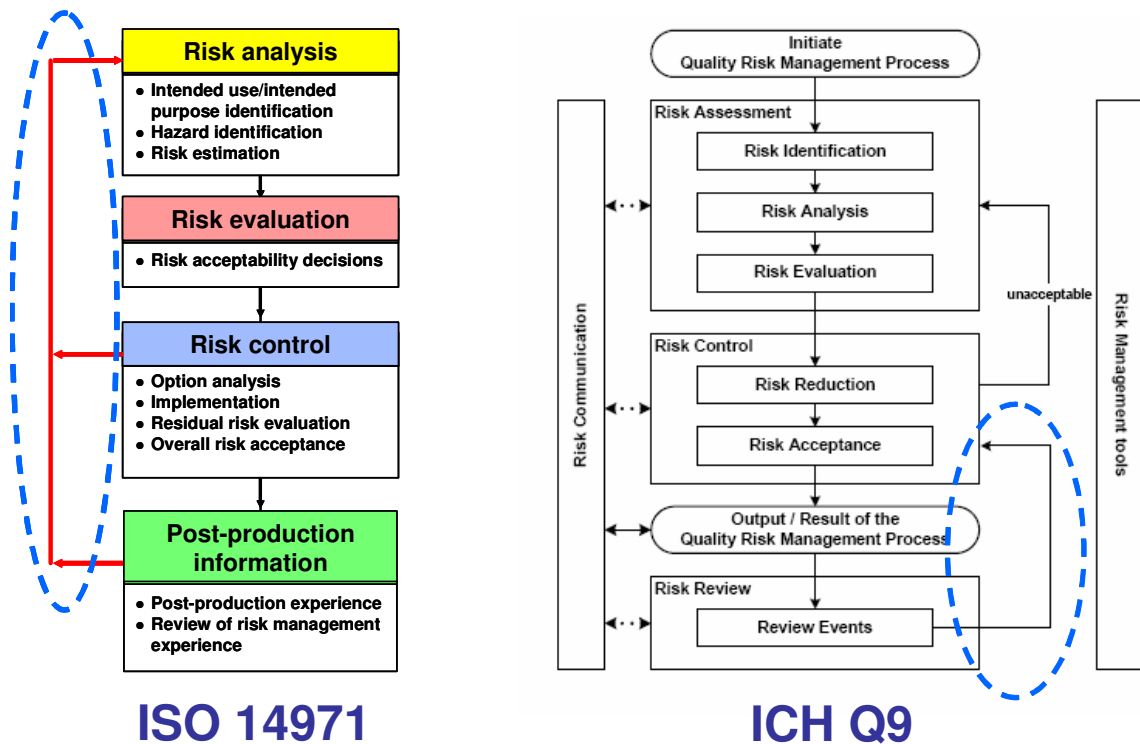 Risk analysis
● Intended use/intended
purpose identification
● Hazard identification
● Risk estimation
Risk evaluation
● Risk acceptability decisions
Risk control
● Option analysis
● Implementation
● Residual risk evaluation
● Overall risk acceptance
Post-production
information
● Post-production experience
● Review of risk management
experience
ISO 14971
Initiate
Quality Risk Management Process
Risk Assessment
Risk Identification
Risk Analysis
Risk Evaluation
unacceptable
Risk Control
Risk Reduction
Risk Acceptance
Output / Result of the
Quality Risk Management Process
Risk Review
Review Events
Risk Communication
Risk Management tools
ICH Q9